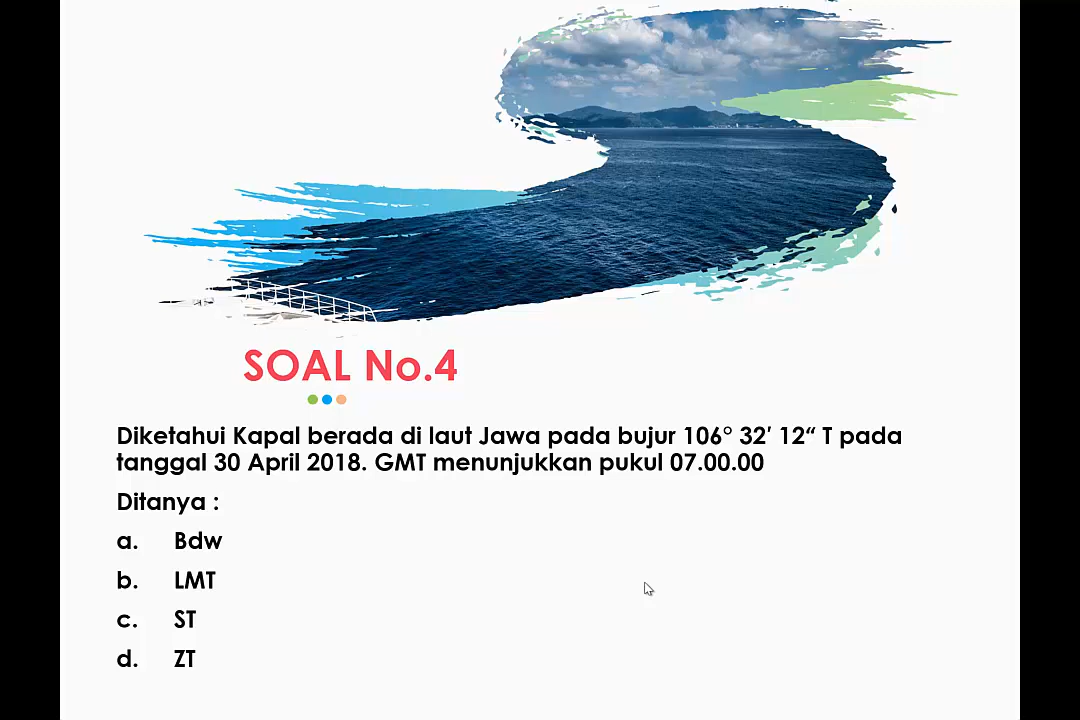 SOAL No.4
Diketahui Kapal berada di laut Jawa pada bujur 106° 32′ 12“ T pada
tanggal 30 April 2018. GMT menunjukkan pukul 07.00.00
Ditanya :
a. Bdw
b. LMT
c. ST
d. ZT